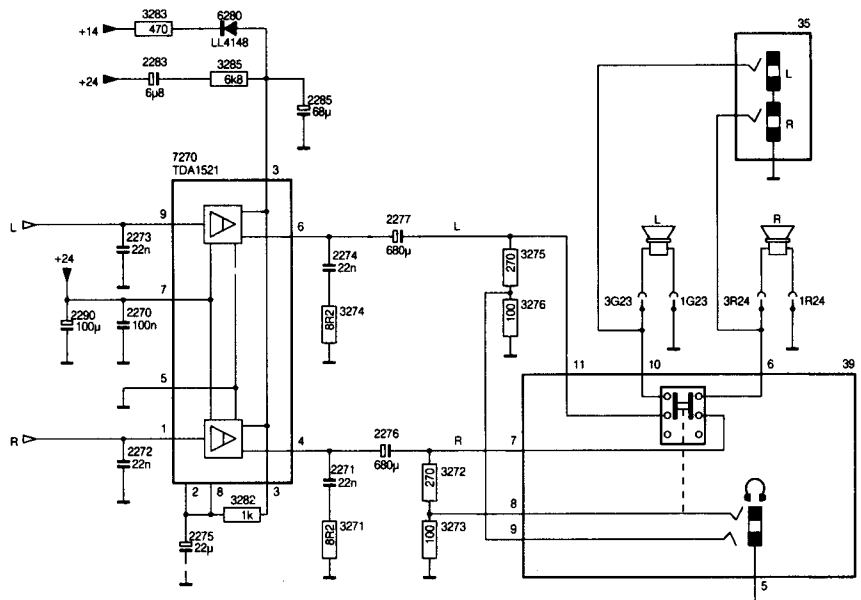 3283
+14
470
6280
LL4148
35
2283
+24
6µ8
3285
6k8
2285
68µ
L
R
7270
TDA1521
3
9
L
6
2277
680µ
L
L
R
2273
22n
2274
22n
270
3275
+24
7
3G23
1G23
3R24
1R24
2290
100µ
2270
100n
8R2
3274
100
3276
11
10
6
39
5
R
1
4
2276
680µ
R
7
2272
22n
2271
22n
270
3272
2
8
3282
1k
3
8
2275
22µ
8R2
3271
100
3273
9
5